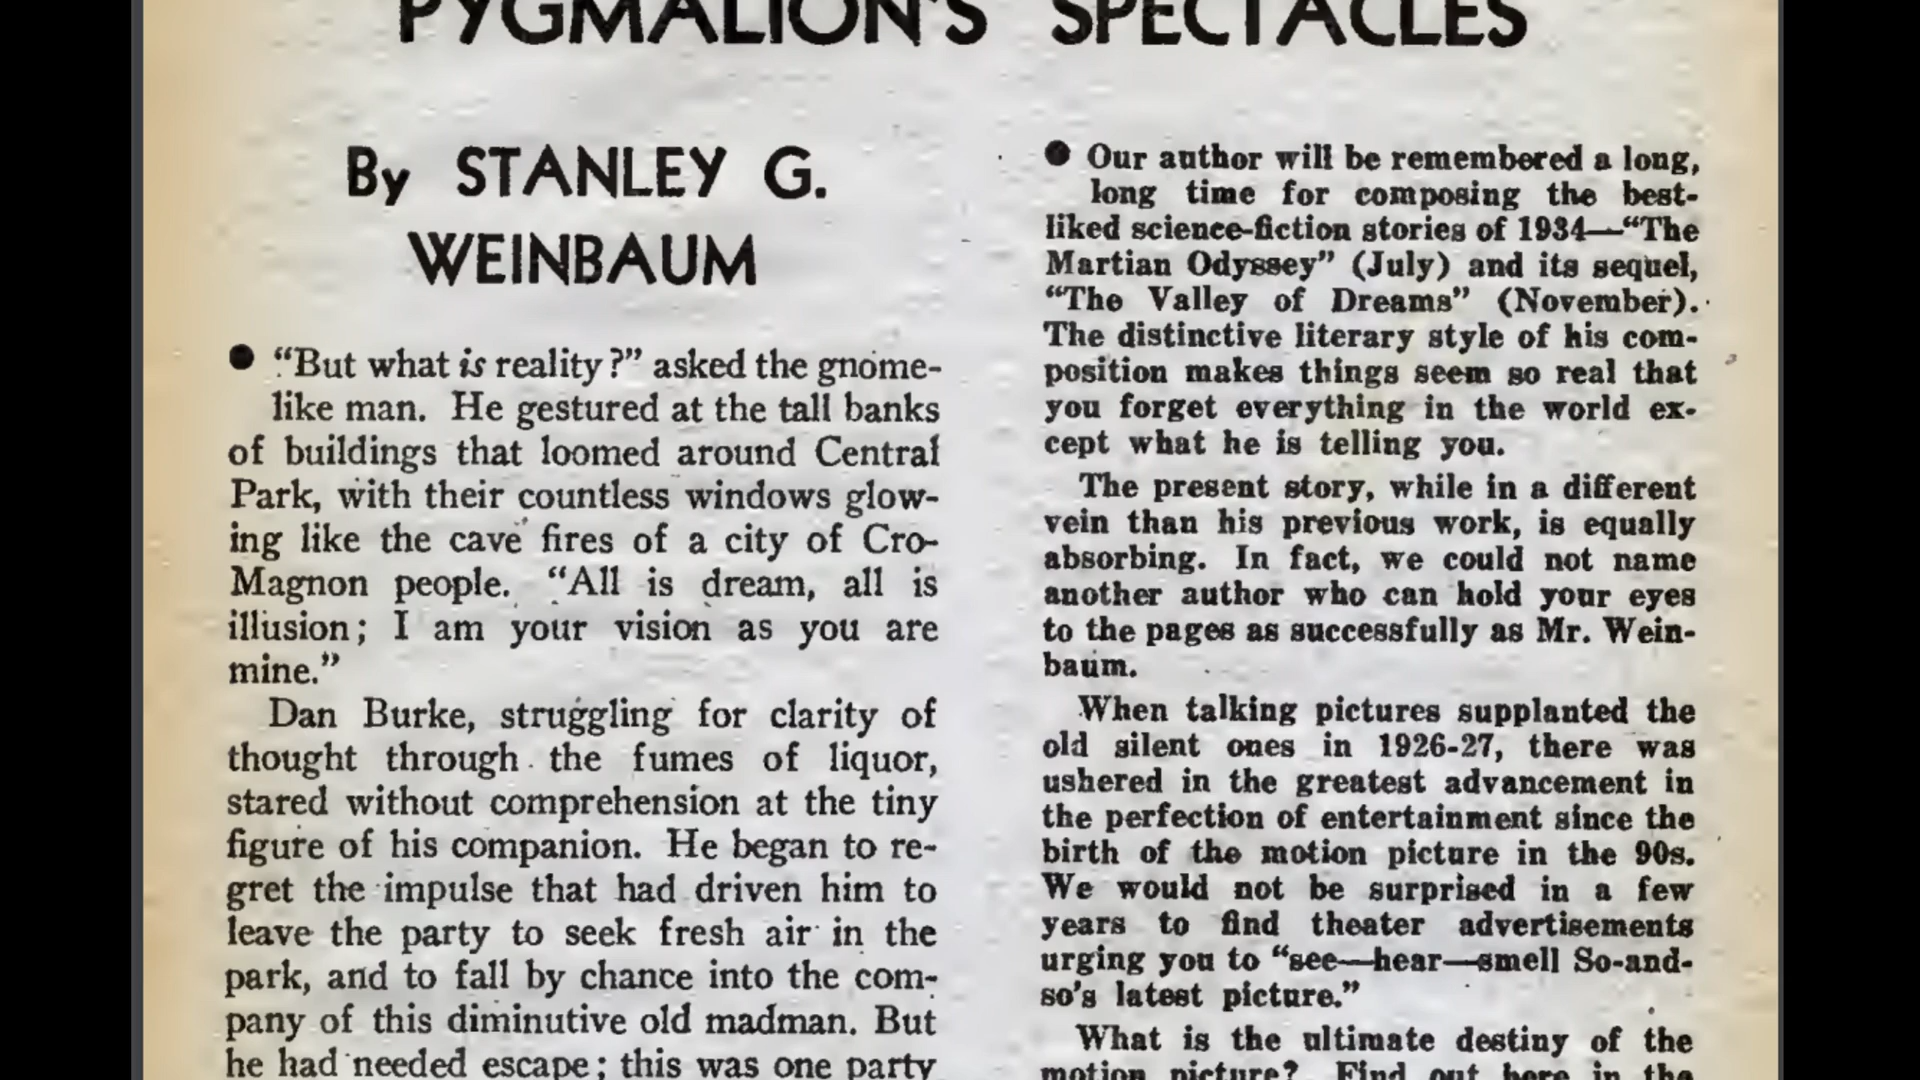 PYGMALION'S SPECTACLES
By STANLEY G.
WEINBAUM
● "But what is reality?" asked the gnome-
like man. He gestured at the tall banks
of buildings that loomed around Central
Park, with their countless windows glow-
ing like the cave fires of a city of Cro-
Magnon people. "All is dream, all is
illusion; I am your vision as you are
mine."
Dan Burke, struggling for clarity of
thought through the fumes of liquor,
stared without comprehension at the tiny
figure of his companion. He began to re-
gret the impulse that had driven him to
leave the party to seek fresh air in the
park, and to fall by chance into the com-
pany of this diminutive old madman. But
he had needed escape; this was one party
● Our author will be remembered a long,
long time for composing the best-
liked science-fiction stories of 1934—"The
Martian Odyssey" (July) and its sequel,
"The Valley of Dreams" (November).
The distinctive literary style of his com-
position makes things seem so real that
you forget everything in the world ex-
cept what he is telling you.
The present story, while in a different
vein than his previous work, is equally
absorbing. In fact, we could not name
another author who can hold your eyes
to the pages as successfully as Mr. Wein-
baum.
When talking pictures supplanted the
old silent ones in 1926-27, there was
ushered in the greatest advancement in
the perfection of entertainment since the
birth of the motion picture in the 90s.
We would not be surprised in a few
years to find theater advertisements
urging you to "see—hear—smell So-and-
so's latest picture."
What is the ultimate destiny of the
motion picture? Find out here in the